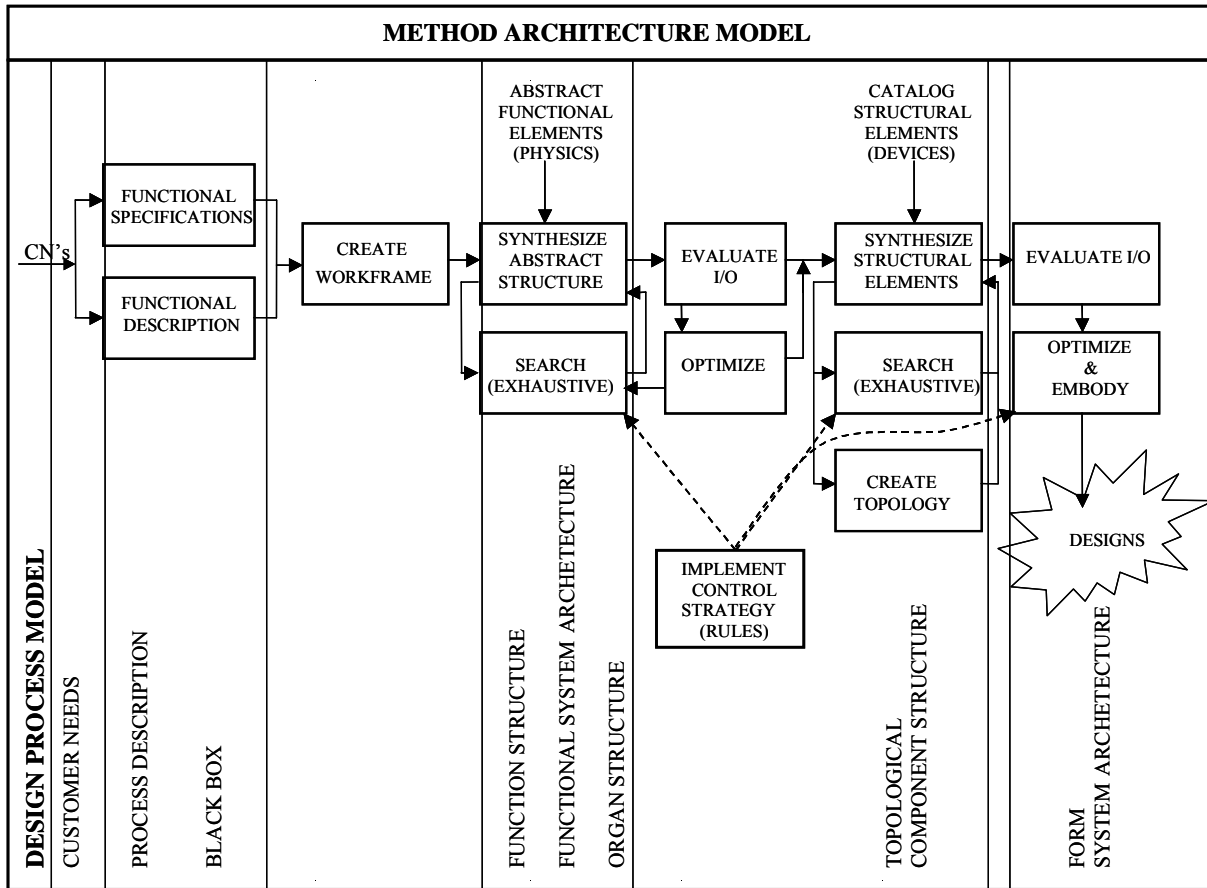 METHOD ARCHITECTURE MODEL
ABSTRACT
FUNCTIONAL
ELEMENTS
(PHYSICS)
CATALOG
STRUCTURAL
ELEMENTS
(DEVICES)
CN's
FUNCTIONAL
SPECIFICATIONS
FUNCTIONAL
DESCRIPTION
CREATE
WORKFRAME
SYNTHESIZE
ABSTRACT
STRUCTURE
SEARCH
(EXHAUSTIVE)
EVALUATE
I/O
OPTIMIZE
SYNTHESIZE
STRUCTURAL
ELEMENTS
SEARCH
(EXHAUSTIVE)
CREATE
TOPOLOGY
EVALUATE I/O
OPTIMIZE
&
EMBODY
DESIGNS
IMPLEMENT
CONTROL
STRATEGY
(RULES)
DESIGN PROCESS MODEL
CUSTOMER NEEDS
PROCESS DESCRIPTION
BLACK BOX
FUNCTION STRUCTURE
FUNCTIONAL SYSTEM ARCHETECTURE
ORGAN STRUCTURE
TOPOLOGICAL
COMPONENT STRUCTURE
FORM
SYSTEM ARCHETECTURE